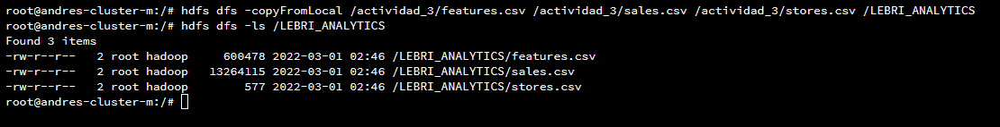 root@andres-cluster-m:/# hdfs dfs -copyFromLocal /actividad_3/features.csv /actividad_3/sales.csv /actividad_3/stores.csv /LEBRI_ANALYTICS
root@andres-cluster-m:/# hdfs dfs -ls /LEBRI_ANALYTICS
Found 3 items
-rw-r--r--   2 root hadoop     600478 2022-03-01 02:46 /LEBRI_ANALYTICS/features.csv
-rw-r--r--   2 root hadoop   13264115 2022-03-01 02:46 /LEBRI_ANALYTICS/sales.csv
-rw-r--r--   2 root hadoop        577 2022-03-01 02:46 /LEBRI_ANALYTICS/stores.csv
root@andres-cluster-m:/#